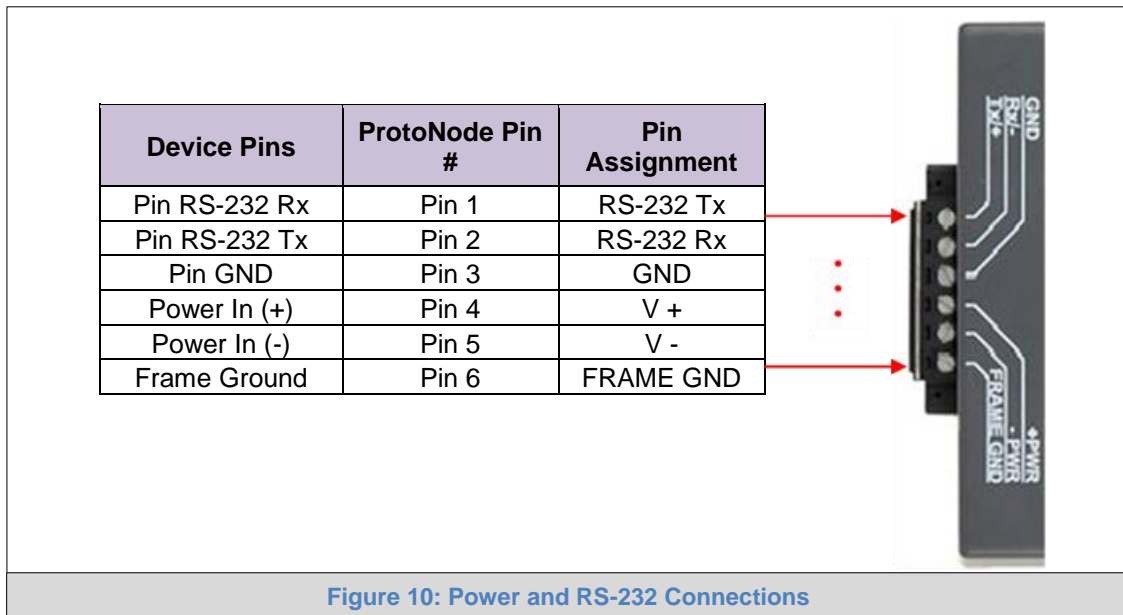 Device Pins ProtoNode Pin # Pin Assignment
Pin RS-232 Rx Pin 1 RS-232 Tx
Pin RS-232 Tx Pin 2 RS-232 Rx
Pin GND Pin 3 GND
Power In (+) Pin 4 V +
Power In (-) Pin 5 V -
Frame Ground Pin 6 FRAME GND
Tx/+
Rx/-
GND
FRAME GND
- PWR
+PWR
Figure 10: Power and RS-232 Connections